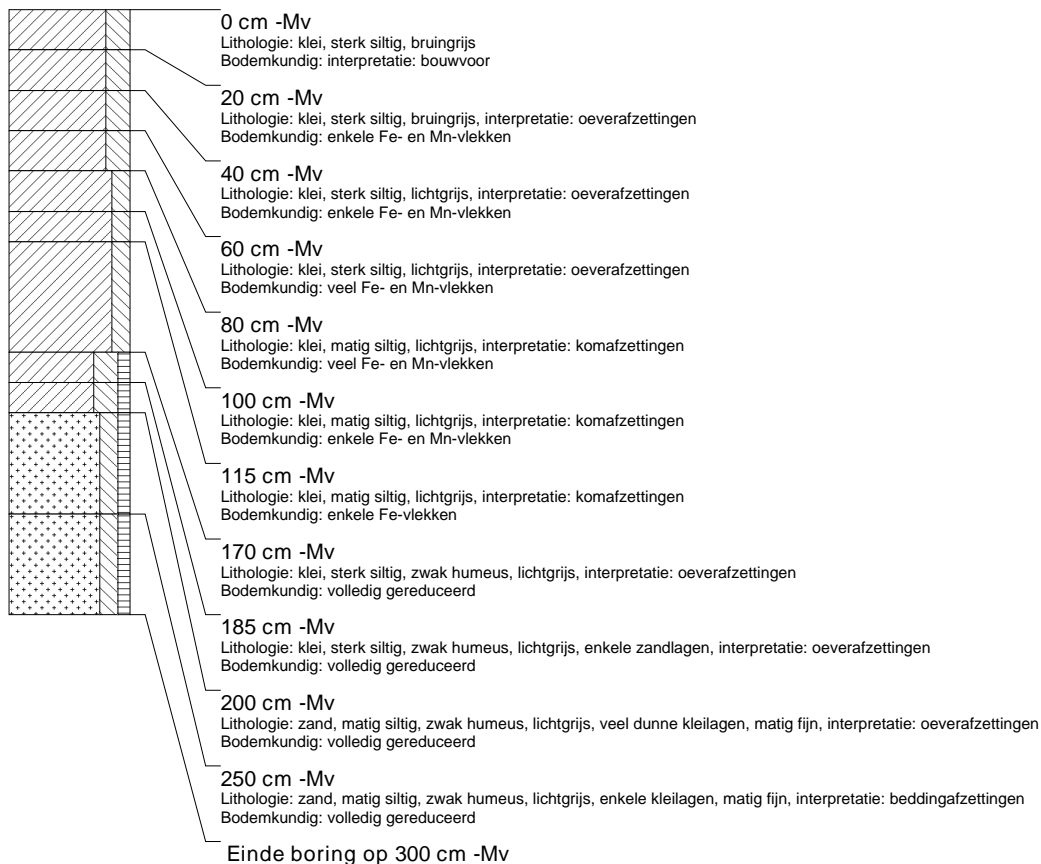 0 cm -Mv
Lithologie: klei, sterk siltig, bruingrijs
Bodemkundig: interpretatie: bouwvoor
20 cm -Mv
Lithologie: klei, sterk siltig, bruingrijs, interpretatie: oeverafzettingen
Bodemkundig: enkele Fe- en Mn-vlekken
40 cm -Mv
Lithologie: klei, sterk siltig, lichtgrijs, interpretatie: oeverafzettingen
Bodemkundig: enkele Fe- en Mn-vlekken
60 cm -Mv
Lithologie: klei, sterk siltig, lichtgrijs, interpretatie: oeverafzettingen
Bodemkundig: veel Fe- en Mn-vlekken
80 cm -Mv
Lithologie: klei, matig siltig, lichtgrijs, interpretatie: komafzettingen
Bodemkundig: veel Fe- en Mn-vlekken
100 cm -Mv
Lithologie: klei, matig siltig, lichtgrijs, interpretatie: komafzettingen
Bodemkundig: enkele Fe- en Mn-vlekken
115 cm -Mv
Lithologie: klei, matig siltig, lichtgrijs, interpretatie: komafzettingen
Bodemkundig: enkele Fe-vlekken
170 cm -Mv
Lithologie: klei, sterk siltig, zwak humeus, lichtgrijs, interpretatie: oeverafzettingen
Bodemkundig: volledig gereduceerd
185 cm -Mv
Lithologie: klei, sterk siltig, zwak humeus, lichtgrijs, enkele zandlagen, interpretatie: oeverafzettingen
Bodemkundig: volledig gereduceerd
200 cm -Mv
Lithologie: zand, matig siltig, zwak humeus, lichtgrijs, veel dunne kleilagen, matig fijn, interpretatie: oeverafzettingen
Bodemkundig: volledig gereduceerd
250 cm -Mv
Lithologie: zand, matig siltig, zwak humeus, lichtgrijs, enkele kleilagen, matig fijn, interpretatie: beddingafzettingen
Bodemkundig: volledig gereduceerd
Einde boring op 300 cm -Mv